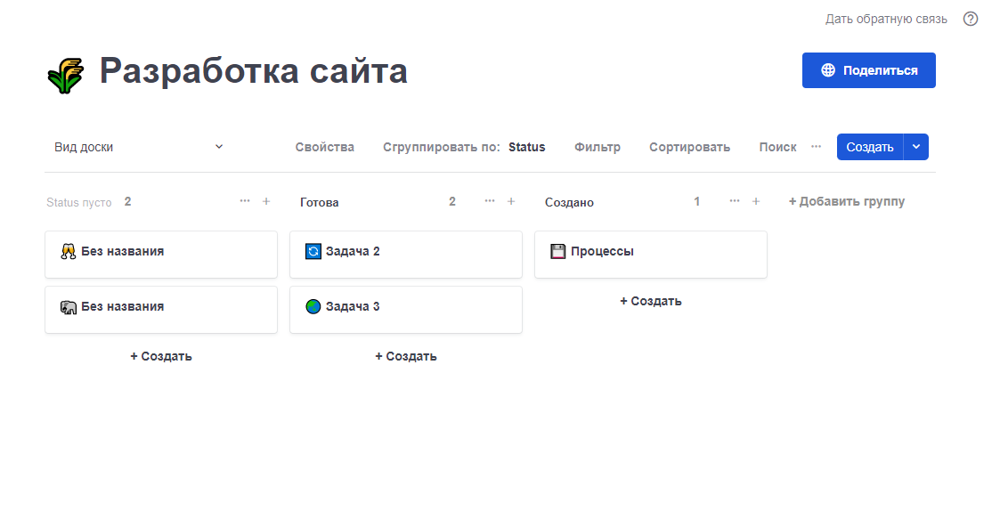 Дать обратную связь
Разработка сайта
Поделиться
Вид доски Свойства Сгруппировать по: Status Фильтр Сортировать Поиск ··· Создать
Status пусто 2 ··· + Готова 2 ··· + Создано 1 ··· + + Добавить группу
Без названия Задача 2 Процессы
Без названия Задача 3 + Создать
+ Создать + Создать